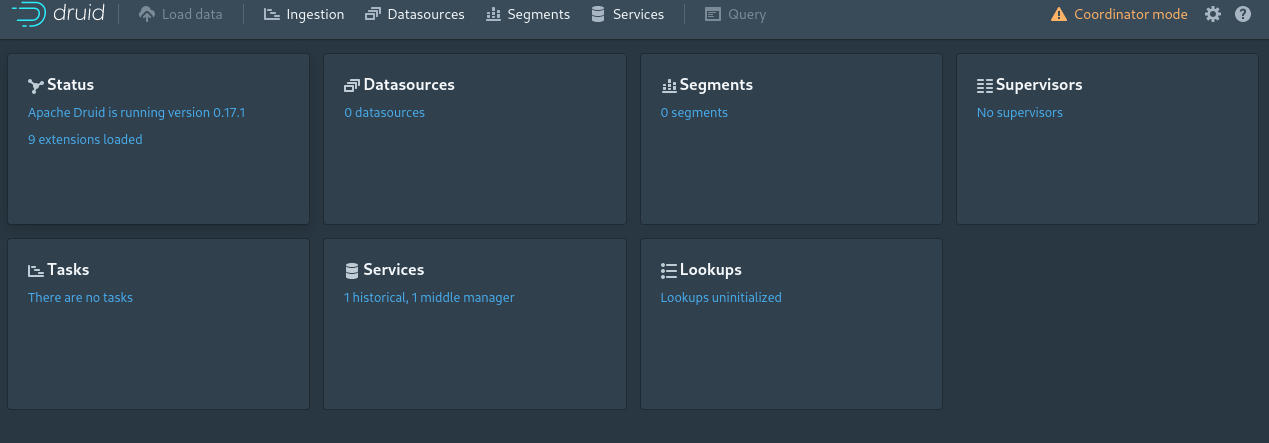 druid Load data Ingestion Datasources Segments Services Query Coordinator mode
Status
Apache Druid is running version 0.17.1
9 extensions loaded
Datasources
0 datasources
Segments
0 segments
Supervisors
No supervisors
Tasks
There are no tasks
Services
1 historical, 1 middle manager
Lookups
Lookups uninitialized